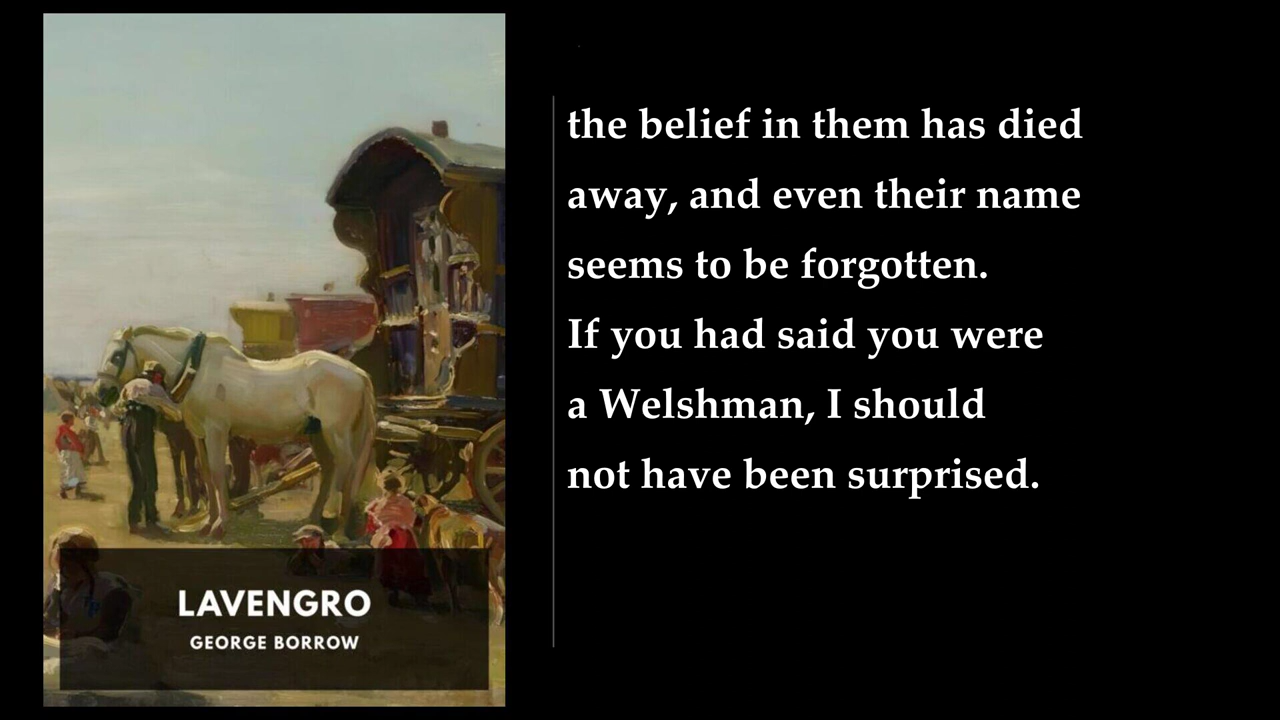 the belief in them has died
away, and even their name
seems to be forgotten.
If you had said you were
a Welshman, I should
not have been surprised.
LAVENGRO
GEORGE BORROW